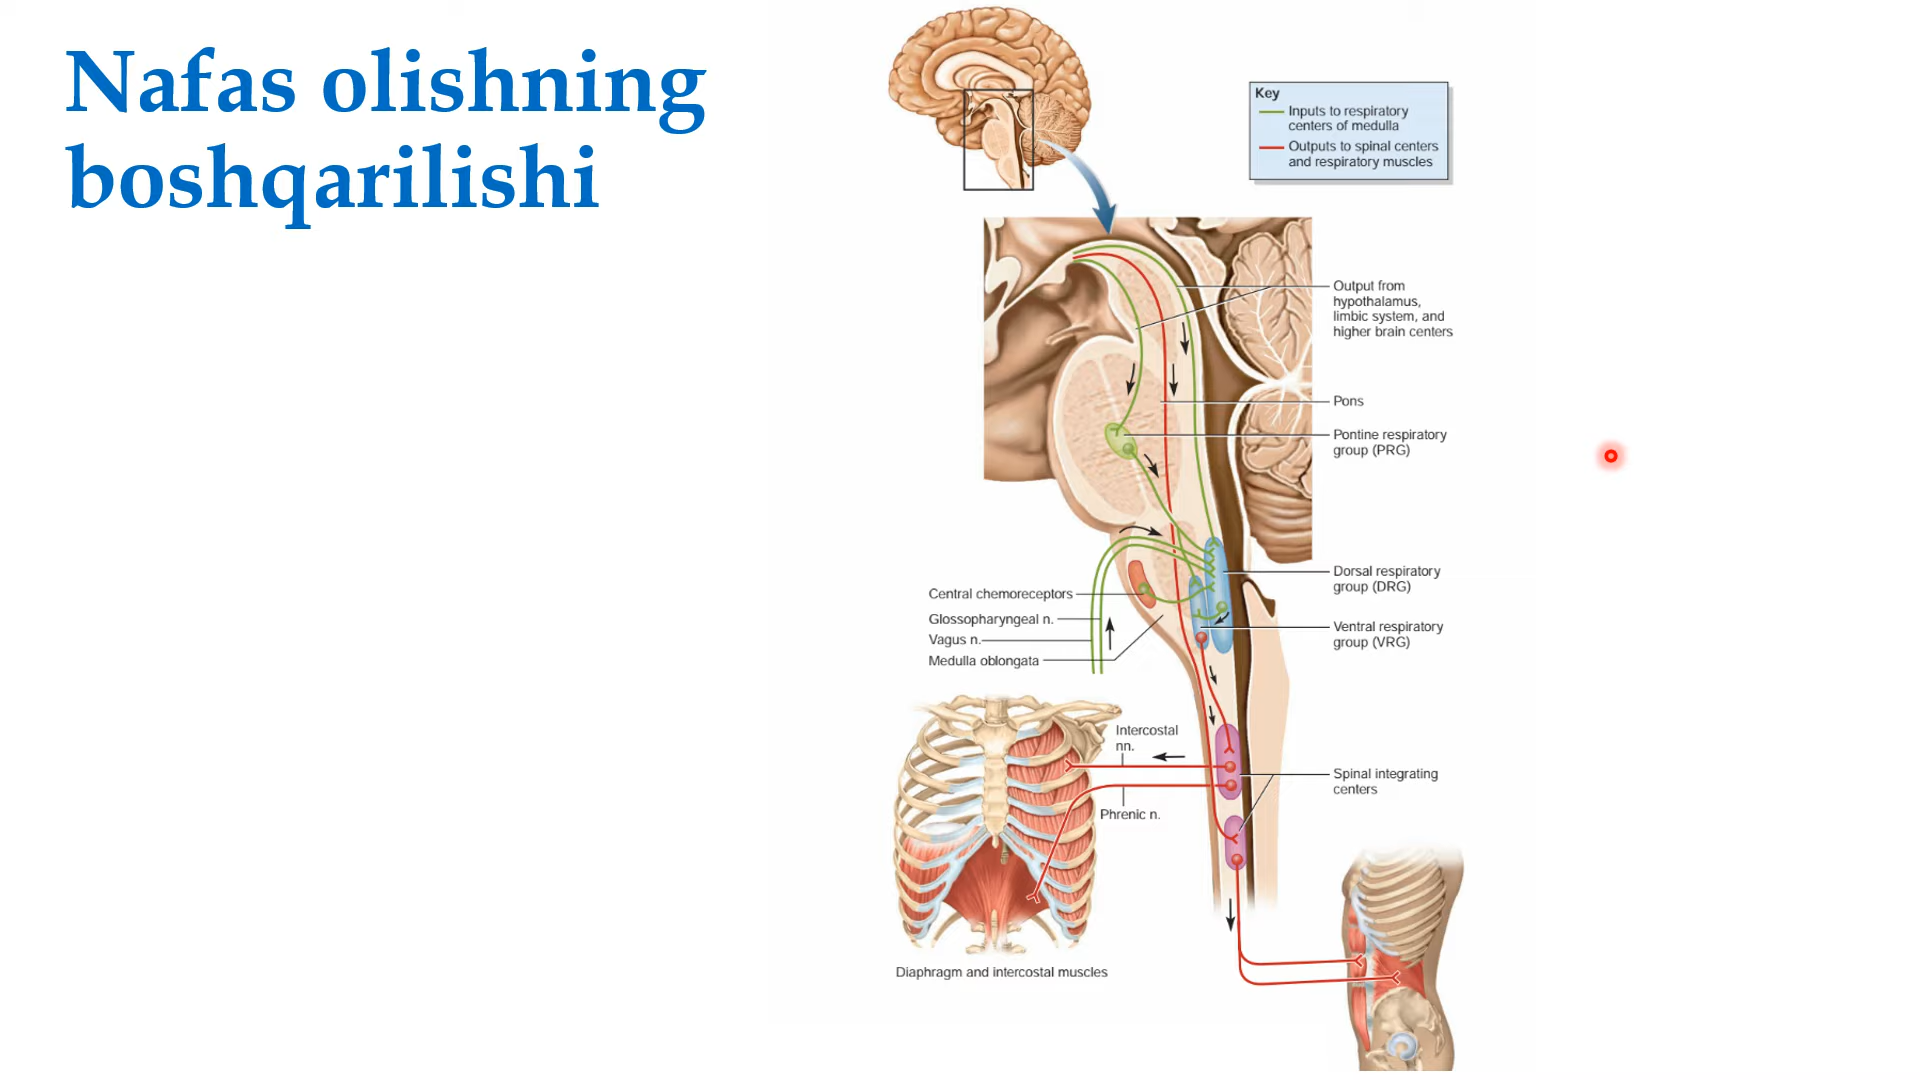 Nafas olishning
boshqarilishi
Key
Inputs to respiratory
centers of medulla
Outputs to spinal centers
and respiratory muscles
Output from
hypothalamus,
limbic system, and
higher brain centers
Pons
Pontine respiratory
group (PRG)
Dorsal respiratory
group (DRG)
Central chemoreceptors
Glossopharyngeal n.
Vagus n.
Medulla oblongata
Ventral respiratory
group (VRG)
Intercostal
nn.
Phrenic n.
Spinal integrating
centers
Diaphragm and intercostal muscles